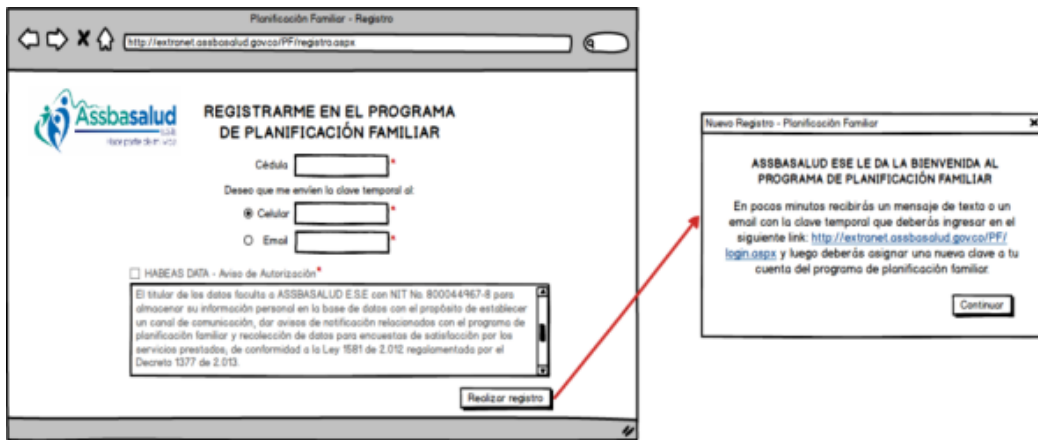 Planificación Familiar - Registro
http://extranet.assbasalud.gov.co/PF/registro.aspx
Assbasalud
E.S.E.
Hace parte de mi vida
REGISTRARME EN EL PROGRAMA
DE PLANIFICACIÓN FAMILIAR
Cédula *
Deseo que me envíen la clave temporal al:
Celular *
Email *
HABEAS DATA - Aviso de Autorización*
El titular de los datos faculta a ASSBASALUD E.S.E con NIT No. 800044967-8 para
almacenar su información personal en la base de datos con el propósito de establecer
un canal de comunicación, dar avisos de notificación relacionados con el programa de
planificación familiar y recolección de datos para encuestas de satisfacción por los
servicios prestados, de conformidad a la Ley 1581 de 2.012 regalamentada por el
Decreto 1377 de 2.013.
Realizar registro
Nuevo Registro - Planificación Familiar
ASSBASALUD ESE LE DA LA BIENVENIDA AL
PROGRAMA DE PLANIFICACIÓN FAMILIAR
En pocos minutos recibirás un mensaje de texto o un
email con la clave temporal que deberás ingresar en el
siguiente link: http://extranet.assbasalud.gov.co/PF/
login.aspx y luego deberás asignar una nueva clave a tu
cuenta del programa de planificación familiar.
Continuar